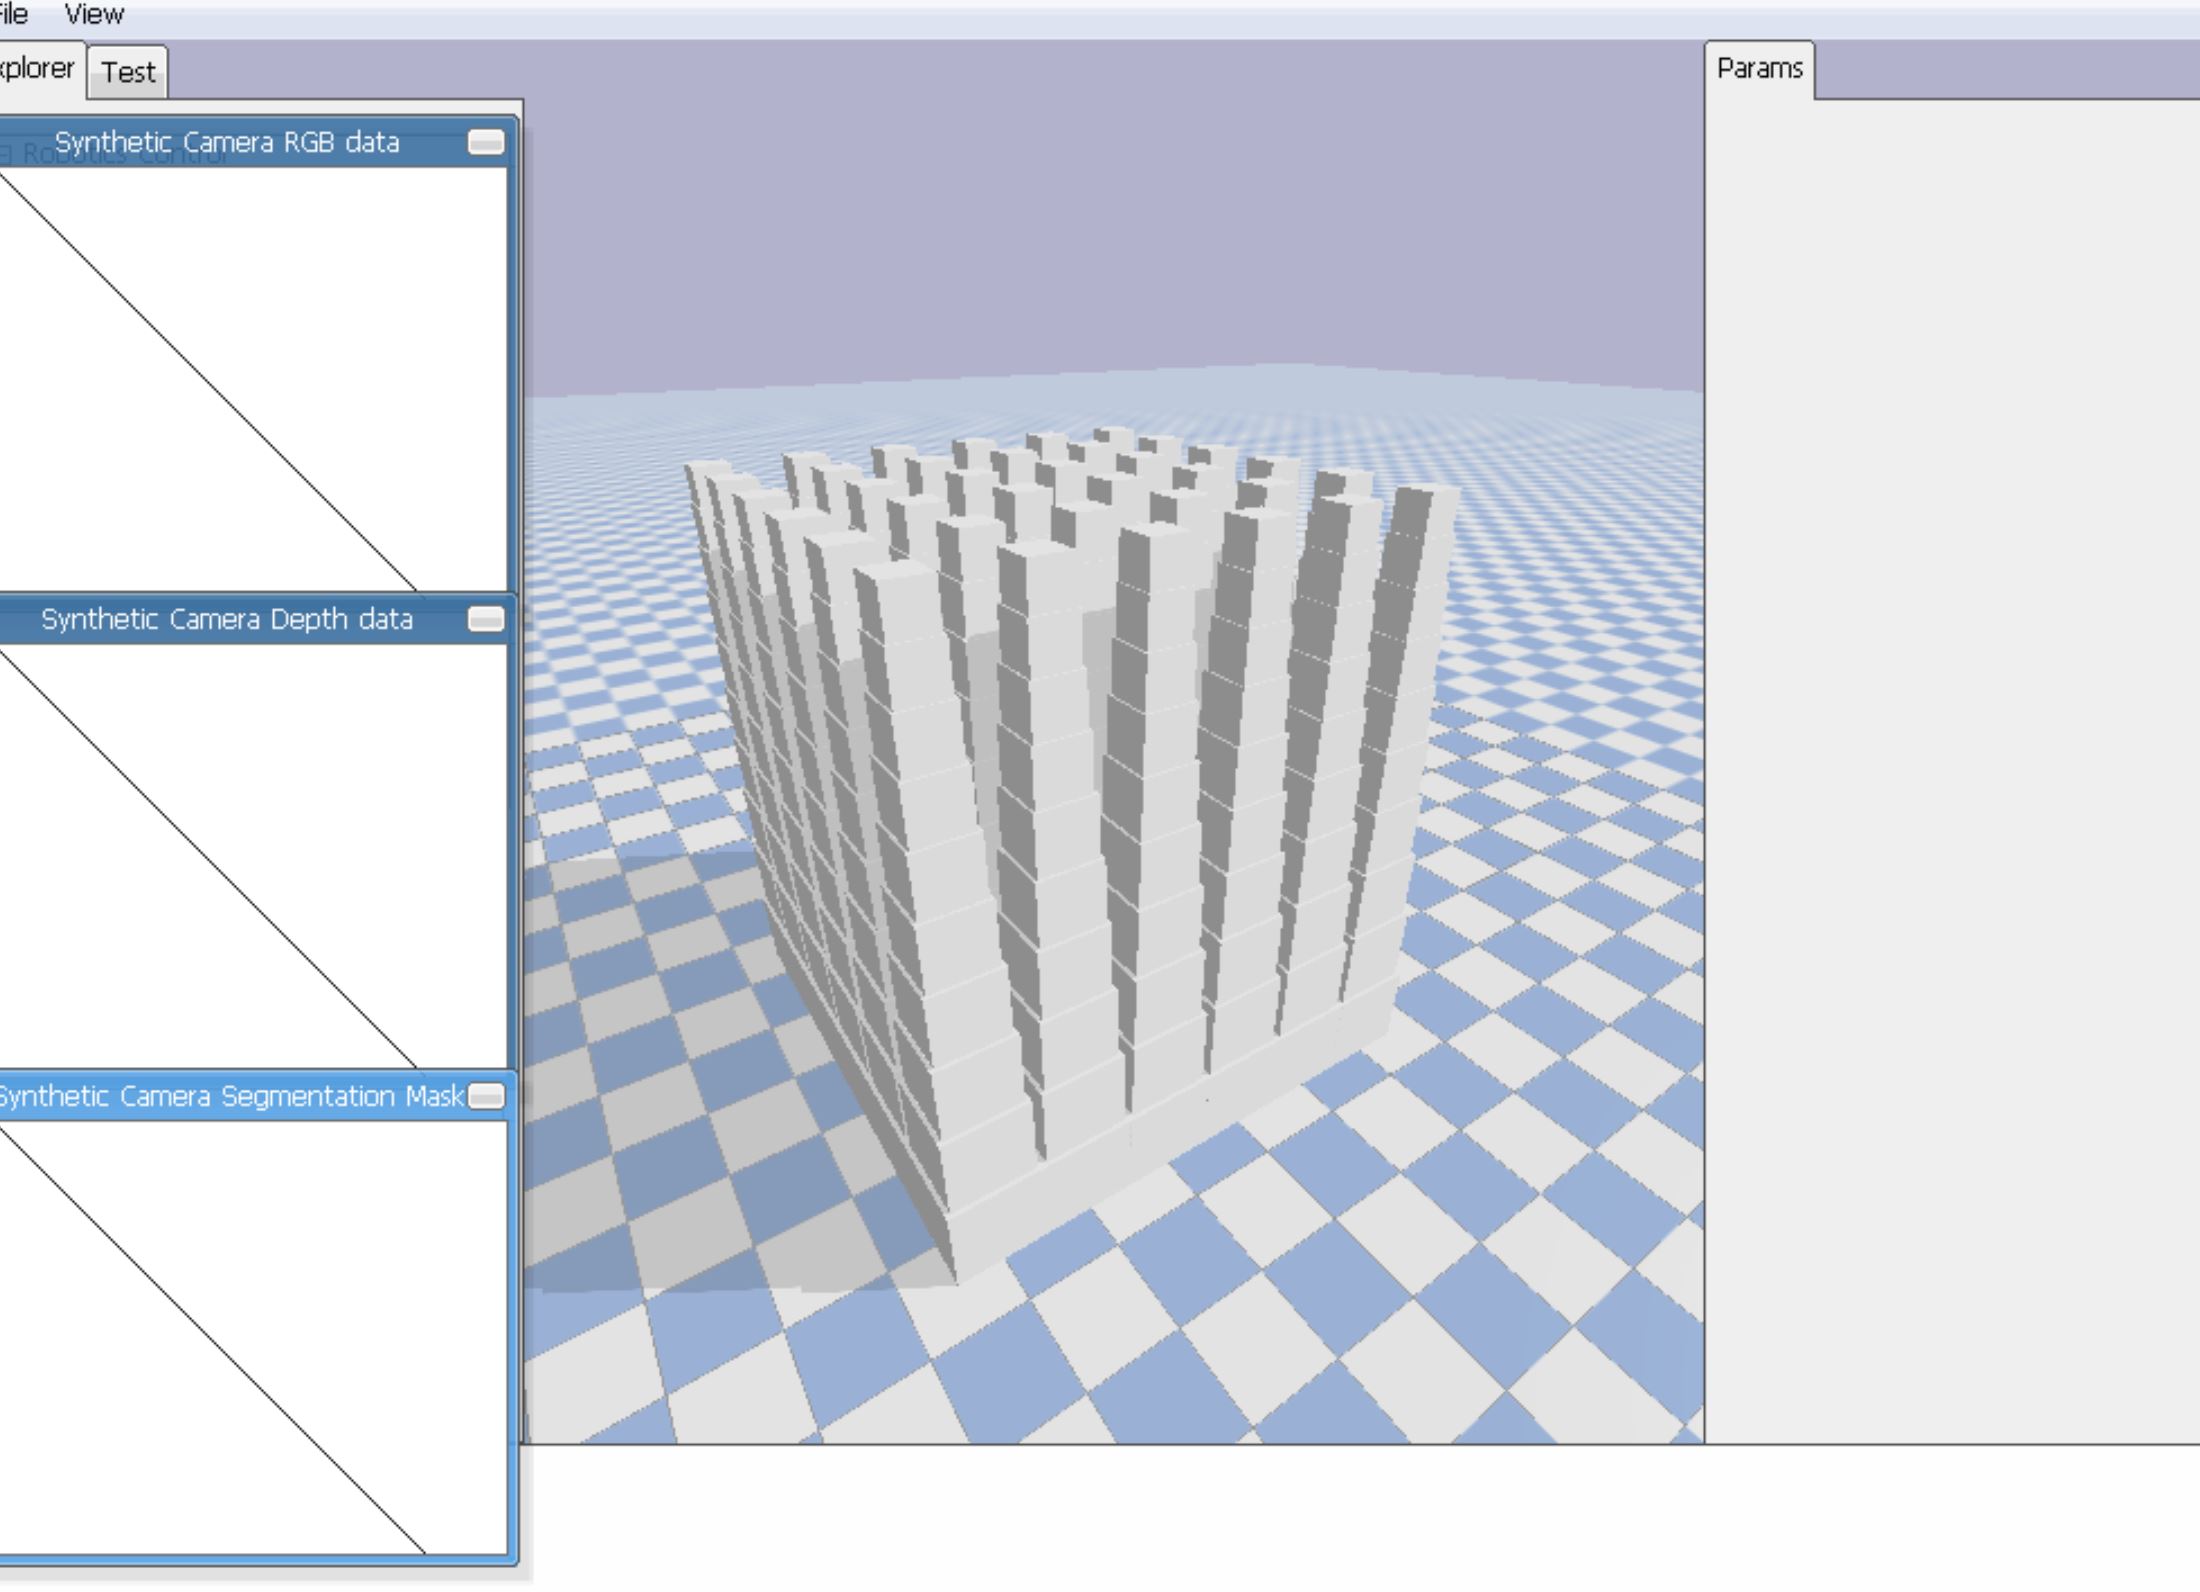 File View
xplorer Test Params
Synthetic Camera RGB data
Robotics Control
Synthetic Camera Depth data
Synthetic Camera Segmentation Mask